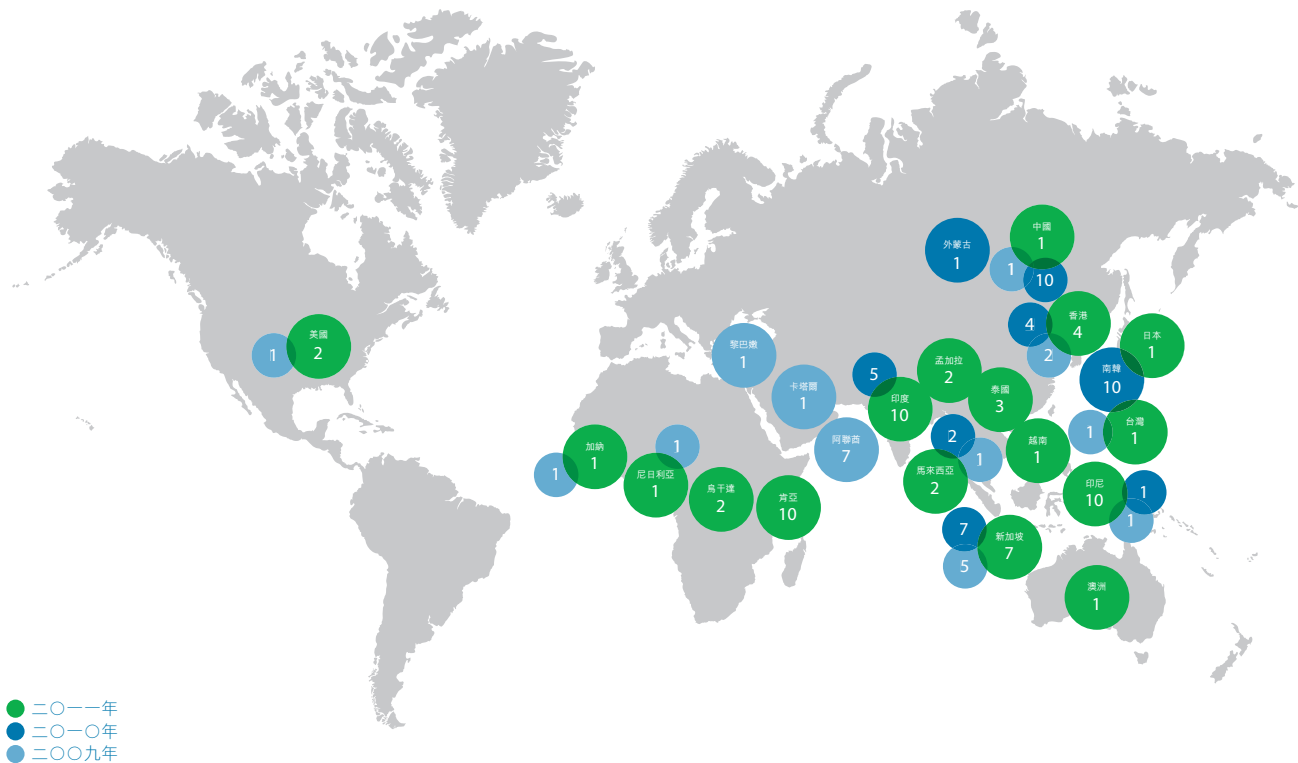 中國
1
外蒙古
1
1
10
香港
4
4
2
日本
1
美國
2
1
黎巴嫩
1
孟加拉
2
5
南韓
10
卡塔爾
1
泰國
3
印度
10
台灣
1
1
阿聯酋
7
2
1
越南
1
加納
1
1
1
尼日利亞
1
馬來西亞
2
烏干達
2
肯亞
10
印尼
10
1
1
7
新加坡
7
5
澳洲
1
二〇一一年
二〇一〇年
二〇〇九年